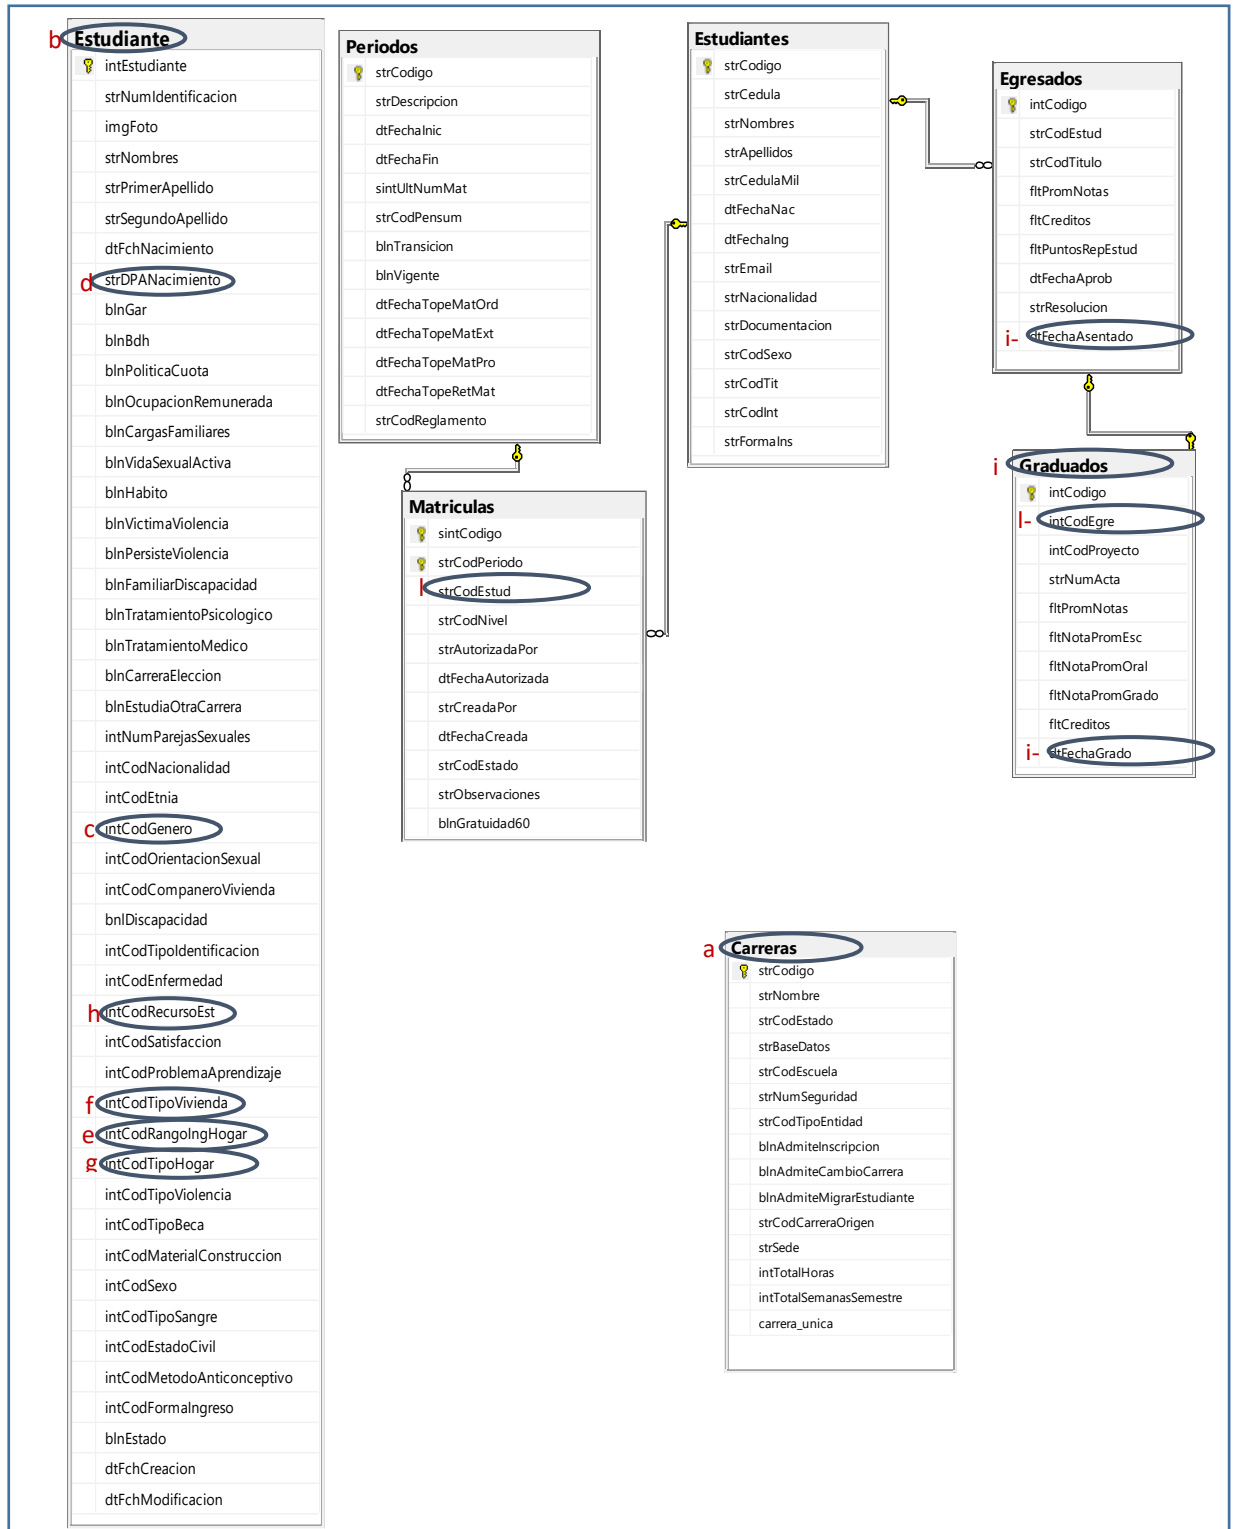 b Estudiante
intEstudiante
strNumIdentificacion
imgFoto
strNombres
strPrimerApellido
strSegundoApellido
dtFchNacimiento
d strDPANacimiento
blnGar
blnBdh
blnPoliticaCuota
blnOcupacionRemunerada
blnCargasFamiliares
blnVidaSexualActiva
blnHabito
blnVictimaViolencia
blnPersisteViolencia
blnFamiliarDiscapacidad
blnTratamientoPsicologico
blnTratamientoMedico
blnCarreraEleccion
blnEstudiaOtraCarrera
intNumParejasSexuales
intCodNacionalidad
intCodEtnia
c intCodGenero
intCodOrientacionSexual
intCodCompaneroVivienda
bnlDiscapacidad
intCodTipoIdentificacion
intCodEnfermedad
h intCodRecursoEst
intCodSatisfaccion
intCodProblemaAprendizaje
f intCodTipoVivienda
e intCodRangoIngHogar
g intCodTipoHogar
intCodTipoViolencia
intCodTipoBeca
intCodMaterialConstruccion
intCodSexo
intCodTipoSangre
intCodEstadoCivil
intCodMetodoAnticonceptivo
intCodFormaIngreso
blnEstado
dtFchCreacion
dtFchModificacion
Periodos
strCodigo
strDescripcion
dtFechaInic
dtFechaFin
sintUltNumMat
strCodPensum
blnTransicion
blnVigente
dtFechaTopeMatOrd
dtFechaTopeMatExt
dtFechaTopeMatPro
dtFechaTopeRetMat
strCodReglamento
Matriculas
sintCodigo
strCodPeriodo
l strCodEstud
strCodNivel
strAutorizadaPor
dtFechaAutorizada
strCreadaPor
dtFechaCreada
strCodEstado
strObservaciones
blnGratuidad60
Estudiantes
strCodigo
strCedula
strNombres
strApellidos
strCedulaMil
dtFechaNac
dtFechaIng
strEmail
strNacionalidad
strDocumentacion
strCodSexo
strCodTit
strCodInt
strFormaIns
Egresados
intCodigo
strCodEstud
strCodTitulo
fltPromNotas
fltCreditos
fltPuntosRepEstud
dtFechaAprob
strResolucion
i- dtFechaAsentado
i Graduados
intCodigo
l- intCodEgre
intCodProyecto
strNumActa
fltPromNotas
fltNotaPromEsc
fltNotaPromOral
fltNotaPromGrado
fltCreditos
i- dtFechaGrado
a Carreras
strCodigo
strNombre
strCodEstado
strBaseDatos
strCodEscuela
strNumSeguridad
strCodTipoEntidad
blnAdmiteInscripcion
blnAdmiteCambioCarrera
blnAdmiteMigrarEstudiante
strCodCarreraOrigen
strSede
intTotalHoras
intTotalSemanasSemestre
carrera_unica